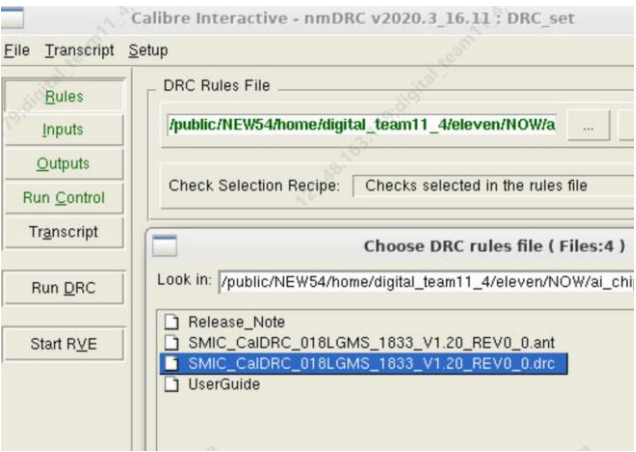 Calibre Interactive - nmDRC v2020.3_16.11 : DRC_set
File Transcript Setup
Rules
Inputs
Outputs
Run Control
Transcript
Run DRC
Start RVE
DRC Rules File
/public/NEW54/home/digital_team11_4/eleven/NOW/a ...
Check Selection Recipe: Checks selected in the rules file
Choose DRC rules file ( Files:4 )
Look in: /public/NEW54/home/digital_team11_4/eleven/NOW/ai_chi
Release_Note
SMIC_CalDRC_018LGMS_1833_V1.20_REV0_0.ant
SMIC_CalDRC_018LGMS_1833_V1.20_REV0_0.drc
UserGuide